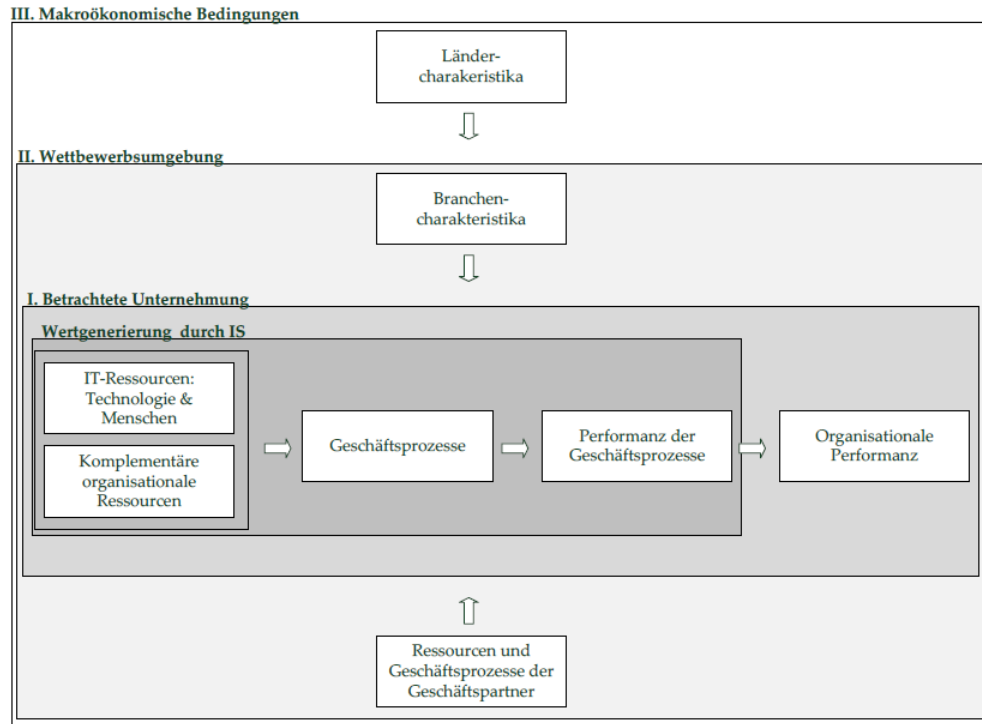 III. Makroökonomische Bedingungen
Länder-
charakeristika
II. Wettbewerbsumgebung
Branchen-
charakteristika
I. Betrachtete Unternehmung
Wertgenerierung durch IS
IT-Ressourcen:
Technologie &
Menschen
Komplementäre
organisationale
Ressourcen
Geschäftsprozesse
Performanz der
Geschäftsprozesse
Organisationale
Performanz
Ressourcen und
Geschäftsprozesse der
Geschäftspartner